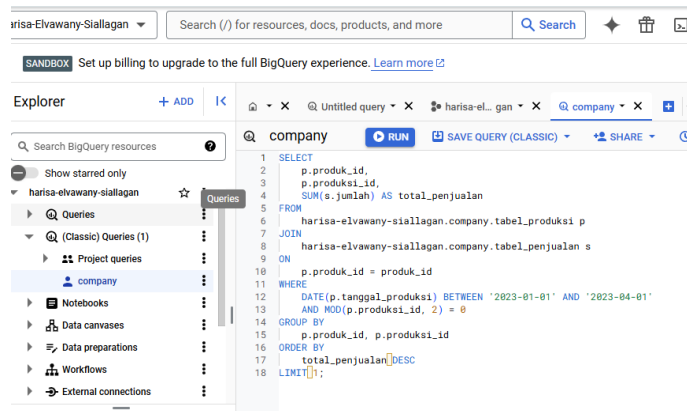 arisa-Elvawany-Siallagan
Search (/) for resources, docs, products, and more
Search
SANDBOX Set up billing to upgrade to the full BigQuery experience. Learn more
Explorer
+ ADD
Untitled query
harisa-el... gan
company
Search BigQuery resources
Show starred only
harisa-elvawany-siallagan
Queries
Queries
(Classic) Queries (1)
Project queries
company
Notebooks
Data canvases
Data preparations
Workflows
External connections
company
RUN
SAVE QUERY (CLASSIC)
SHARE
1 SELECT
2 p.produk_id,
3 p.produksi_id,
4 SUM(s.jumlah) AS total_penjualan
5 FROM
6 harisa-elvawany-siallagan.company.tabel_produksi p
7 JOIN
8 harisa-elvawany-siallagan.company.tabel_penjualan s
9 ON
10 p.produk_id = produk_id
11 WHERE
12 DATE(p.tanggal_produksi) BETWEEN '2023-01-01' AND '2023-04-01'
13 AND MOD(p.produksi_id, 2) = 0
14 GROUP BY
15 p.produk_id, p.produksi_id
16 ORDER BY
17 total_penjualan DESC
18 LIMIT 1;